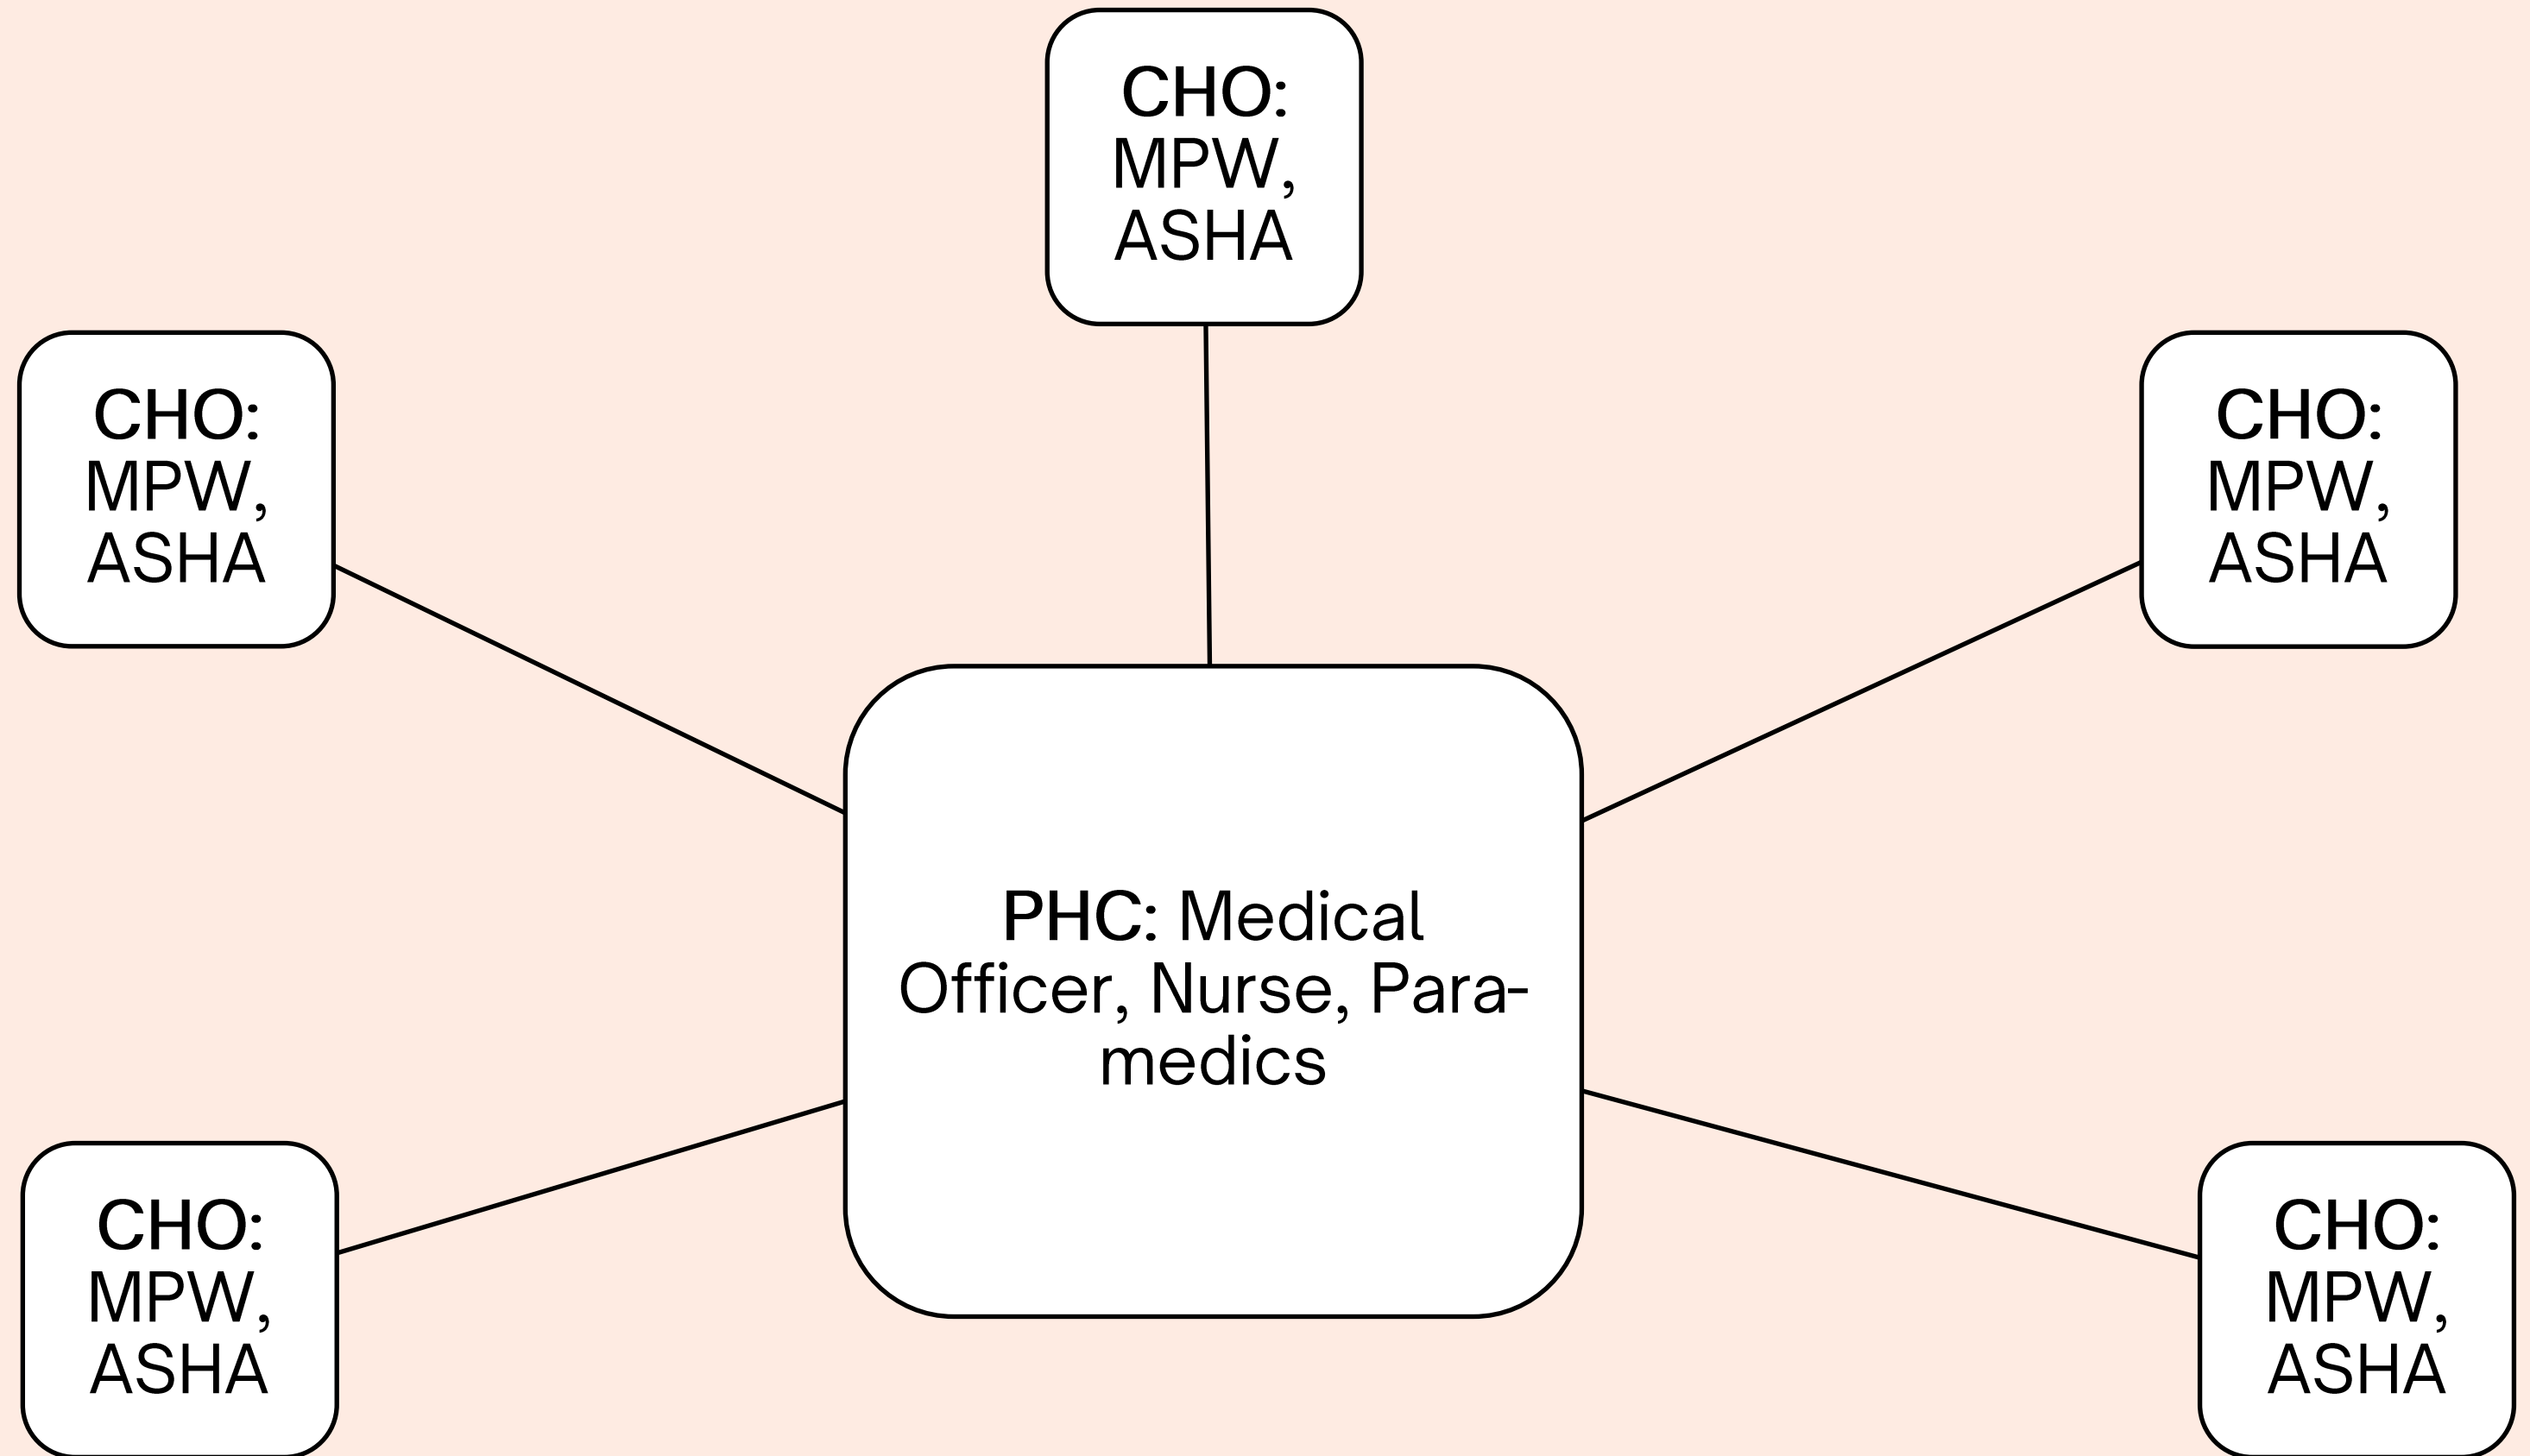 CHO:
MPW,
ASHA
CHO:
MPW,
ASHA
CHO:
MPW,
ASHA
PHC: Medical
Officer, Nurse, Para-
medics
CHO:
MPW,
ASHA
CHO:
MPW,
ASHA